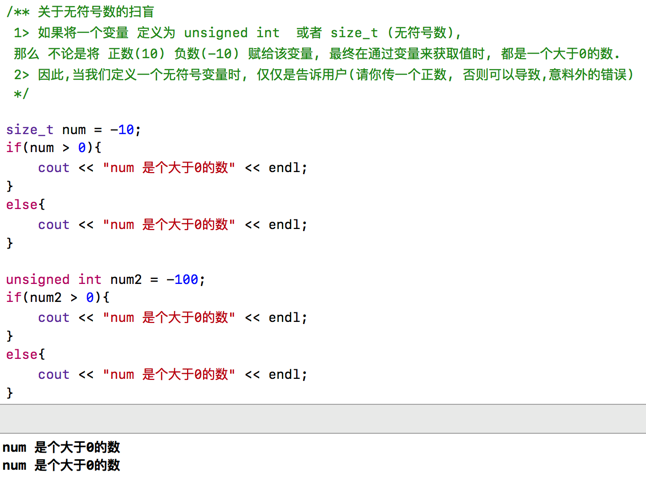 /** 关于无符号数的扫盲
1> 如果将一个变量 定义为 unsigned int 或者 size_t (无符号数),
那么 不论是将 正数(10) 负数(-10) 赋给该变量, 最终在通过变量来获取值时, 都是一个大于0的数.
2> 因此,当我们定义一个无符号变量时, 仅仅是告诉用户(请你传一个正数, 否则可以导致,意料外的错误)
*/
size_t num = -10;
if(num > 0){
cout << "num 是个大于0的数" << endl;
}
else{
cout << "num 是个大于0的数" << endl;
}
unsigned int num2 = -100;
if(num2 > 0){
cout << "num 是个大于0的数" << endl;
}
else{
cout << "num 是个大于0的数" << endl;
}
num 是个大于0的数
num 是个大于0的数